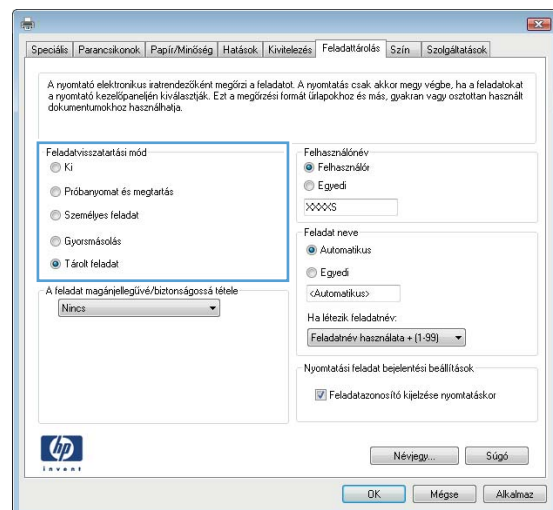 Speciális Parancsikonok Papír/Minőség Hatások Kivitelezés Feladattárolás Szín Szolgáltatások
A nyomtató elektronikus iratrendezőként megőrzi a feladatot. A nyomtatás csak akkor megy végbe, ha a feladatokat
a nyomtató kezelőpaneljén kiválasztják. Ezt a megőrzési formát űrlapokhoz és más, gyakran vagy osztottan használt
dokumentumokhoz használhatja.
Feladatvisszatartási mód
Ki
Próbanyomat és megtartás
Személyes feladat
Gyorsmásolás
Tárolt feladat
A feladat magánjellegűvé/biztonságossá tétele
Nincs
Felhasználónév
Felhasználór
Egyedi
XXXXS
Feladat neve
Automatikus
Egyedi
<Automatikus>
Ha létezik feladatnév:
Feladatnév használata + (1-99)
Nyomtatási feladat bejelentési beállítások
Feladatazonosító kijelzése nyomtatáskor
hp
invent
Névjegy... Súgó
OK Mégse Alkalmaz